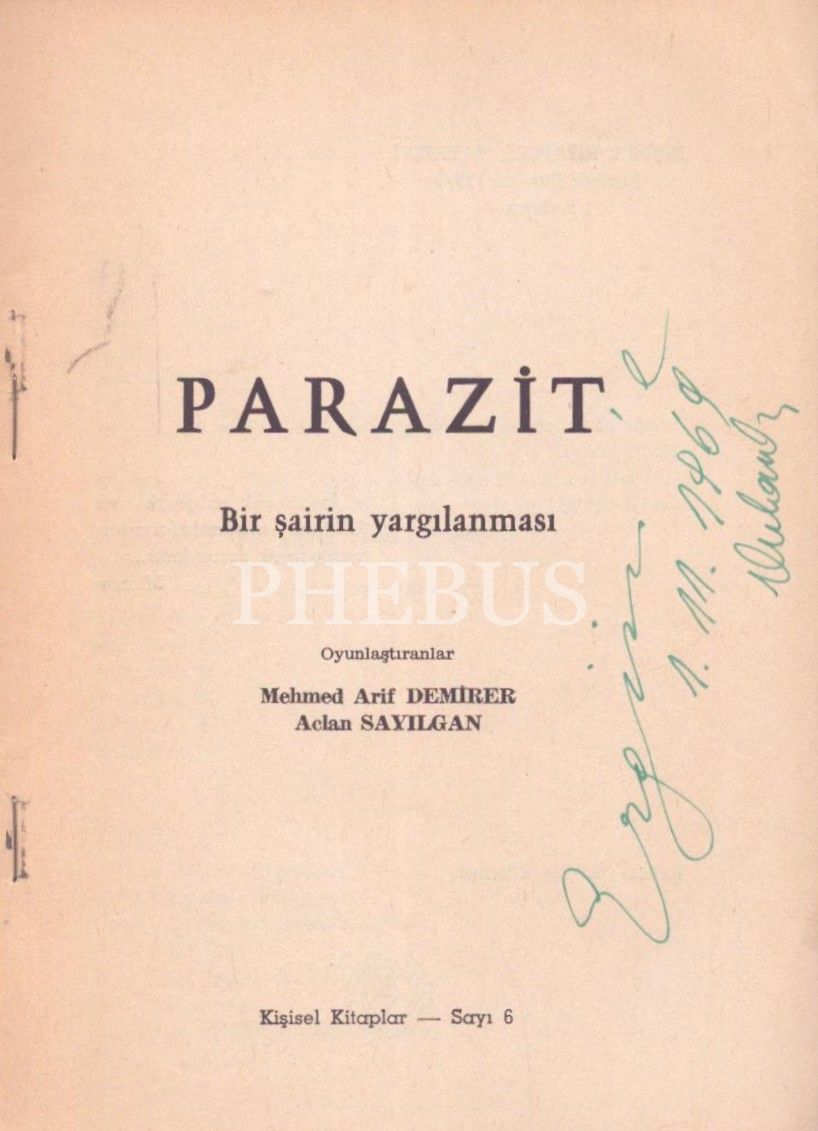 PARAZİT
Bir şairin yargılanması
PHEBUS
Oyunlaştıranlar
Mehmed Arif DEMİRER
Aclan SAYILGAN
Kişisel Kitaplar — Sayı 6
Ergin'e
1.11.1969